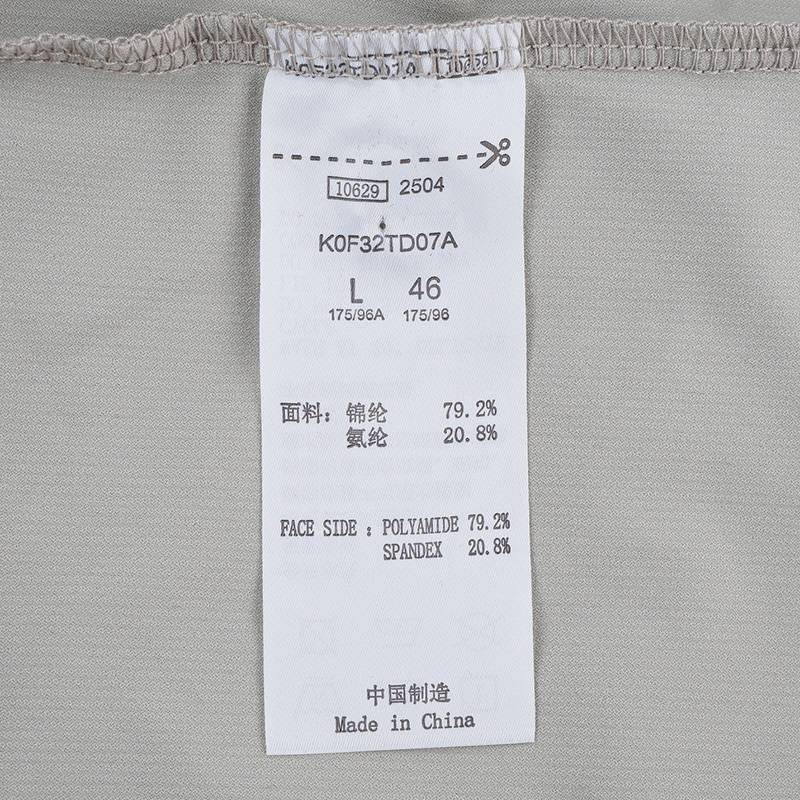 10629 2504
K0F32TD07A
L 46
175/96A 175/96
面料：锦纶 79.2%
氨纶 20.8%
FACE SIDE : POLYAMIDE 79.2%
SPANDEX 20.8%
中国制造
Made in China